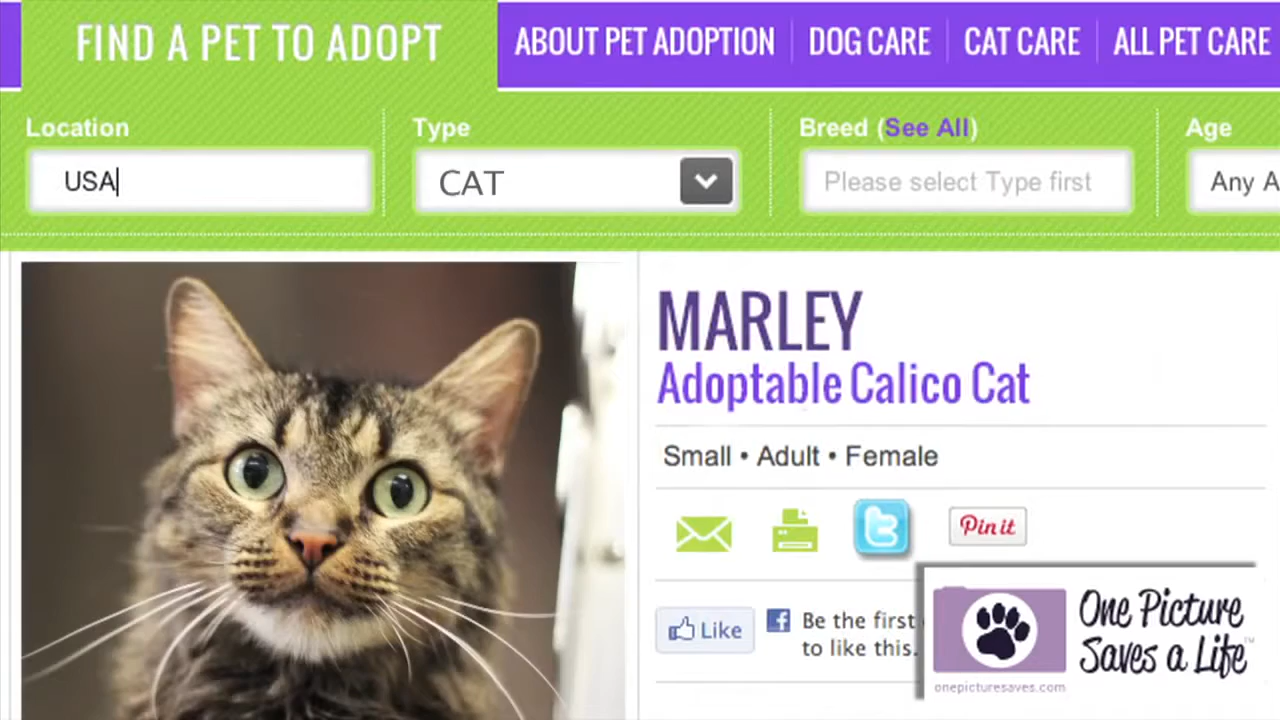 FIND A PET TO ADOPT
ABOUT PET ADOPTION
DOG CARE
CAT CARE
ALL PET CARE
Location
Type
Breed (See All)
Age
USA
CAT
Please select Type first
Any A
MARLEY
Adoptable Calico Cat
Small • Adult • Female
Pin it
Like
f
Be the first
to like this.
One Picture
Saves a Life™
onepicturesaves.com